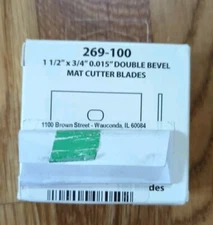 269-100
1 1/2" x 3/4" 0.015" DOUBLE BEVEL
MAT CUTTER BLADES
1100 Brown Street - Wauconda, IL 60084
des